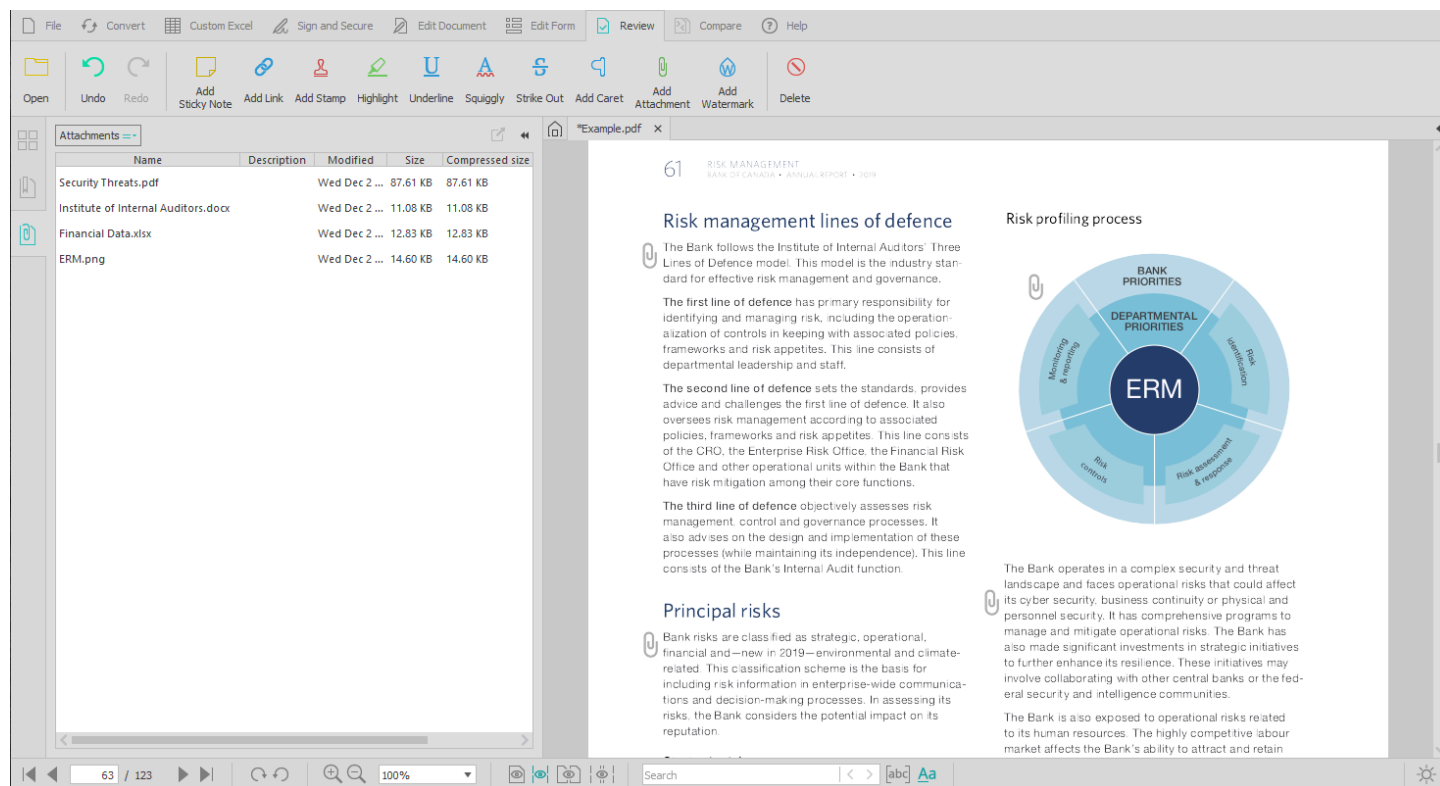 File Convert Custom Excel Sign and Secure Edit Document Edit Form Review Compare Help
Open Undo Redo Add Sticky Note Add Link Add Stamp Highlight Underline Squiggly Strike Out Add Caret Add Attachment Add Watermark Delete
Attachments
*Example.pdf
Name Description Modified Size Compressed size
Security Threats.pdf Wed Dec 2 ... 87.61 KB 87.61 KB
Institute of Internal Auditors.docx Wed Dec 2 ... 11.08 KB 11.08 KB
Financial Data.xlsx Wed Dec 2 ... 12.83 KB 12.83 KB
ERM.png Wed Dec 2 ... 14.60 KB 14.60 KB
61
RISK MANAGEMENT
BANK OF CANADA • ANNUAL REPORT • 2019
Risk management lines of defence
The Bank follows the Institute of Internal Auditors' Three
Lines of Defence model. This model is the industry stan-
dard for effective risk management and governance.
The first line of defence has primary responsibility for
identifying and managing risk, including the operation-
alization of controls in keeping with associated policies,
frameworks and risk appetites. This line consists of
departmental leadership and staff.
The second line of defence sets the standards, provides
advice and challenges the first line of defence. It also
oversees risk management according to associated
policies, frameworks and risk appetites. This line consists
of the CRO, the Enterprise Risk Office, the Financial Risk
Office and other operational units within the Bank that
have risk mitigation among their core functions.
The third line of defence objectively assesses risk
management, control and governance processes. It
also advises on the design and implementation of these
processes (while maintaining its independence). This line
consists of the Bank's Internal Audit function.
Principal risks
Bank risks are classified as strategic, operational,
financial and—new in 2019—environmental and climate-
related. This classification scheme is the basis for
including risk information in enterprise-wide communica-
tions and decision-making processes. In assessing its
risks, the Bank considers the potential impact on its
reputation.
Risk profiling process
BANK
PRIORITIES
DEPARTMENTAL
PRIORITIES
Monitoring
& reporting
Risk
identification
ERM
Risk
controls
Risk assessment
& response
The Bank operates in a complex security and threat
landscape and faces operational risks that could affect
its cyber security, business continuity or physical and
personnel security. It has comprehensive programs to
manage and mitigate operational risks. The Bank has
also made significant investments in strategic initiatives
to further enhance its resilience. These initiatives may
involve collaborating with other central banks or the fed-
eral security and intelligence communities.
The Bank is also exposed to operational risks related
to its human resources. The highly competitive labour
market affects the Bank's ability to attract and retain
63 / 123 100% Search [abc] Aa